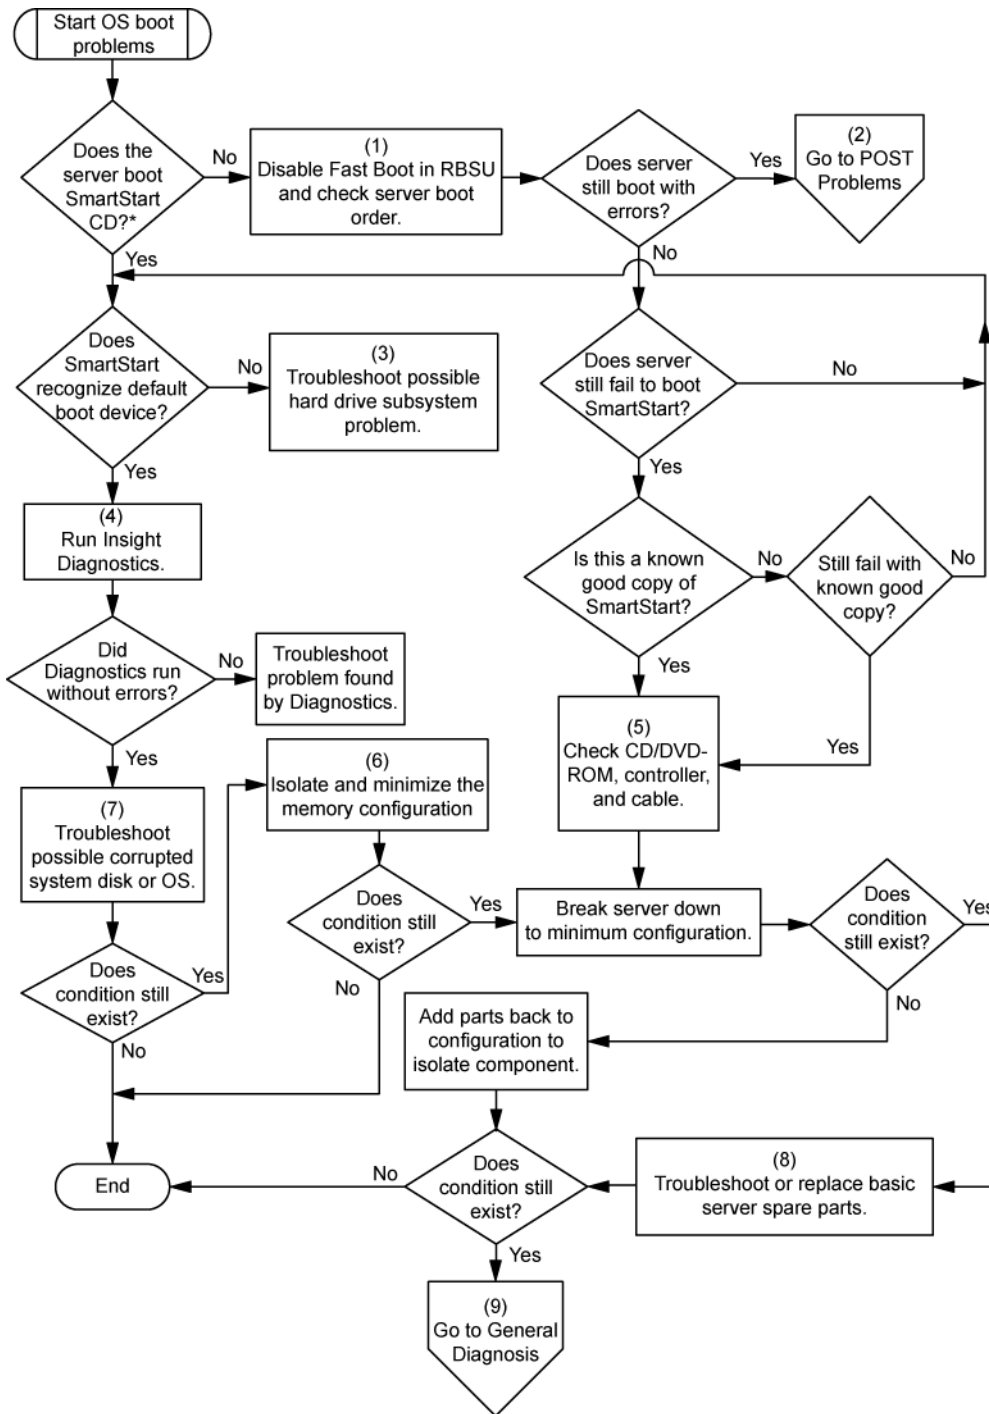 Start OS boot
problems
Does the
server boot
SmartStart
CD?*
No
Yes
(1)
Disable Fast Boot in RBSU
and check server boot
order.
Does server
still boot with
errors?
Yes
No
(2)
Go to POST
Problems
Does
SmartStart
recognize default
boot device?
No
Yes
(3)
Troubleshoot possible
hard drive subsystem
problem.
Does server
still fail to boot
SmartStart?
No
Yes
(4)
Run Insight
Diagnostics.
Is this a known
good copy of
SmartStart?
No
Yes
Still fail with
known good
copy?
No
Yes
Did
Diagnostics run
without errors?
No
Yes
Troubleshoot
problem found
by Diagnostics.
(5)
Check CD/DVD-
ROM, controller,
and cable.
(6)
Isolate and minimize the
memory configuration
(7)
Troubleshoot
possible corrupted
system disk or OS.
Does
condition still
exist?
Yes
No
Break server down
to minimum configuration.
Does
condition still
exist?
Yes
No
Does
condition still
exist?
Yes
No
Add parts back to
configuration to
isolate component.
End
Does
condition still
exist?
No
Yes
(8)
Troubleshoot or replace basic
server spare parts.
(9)
Go to General
Diagnosis